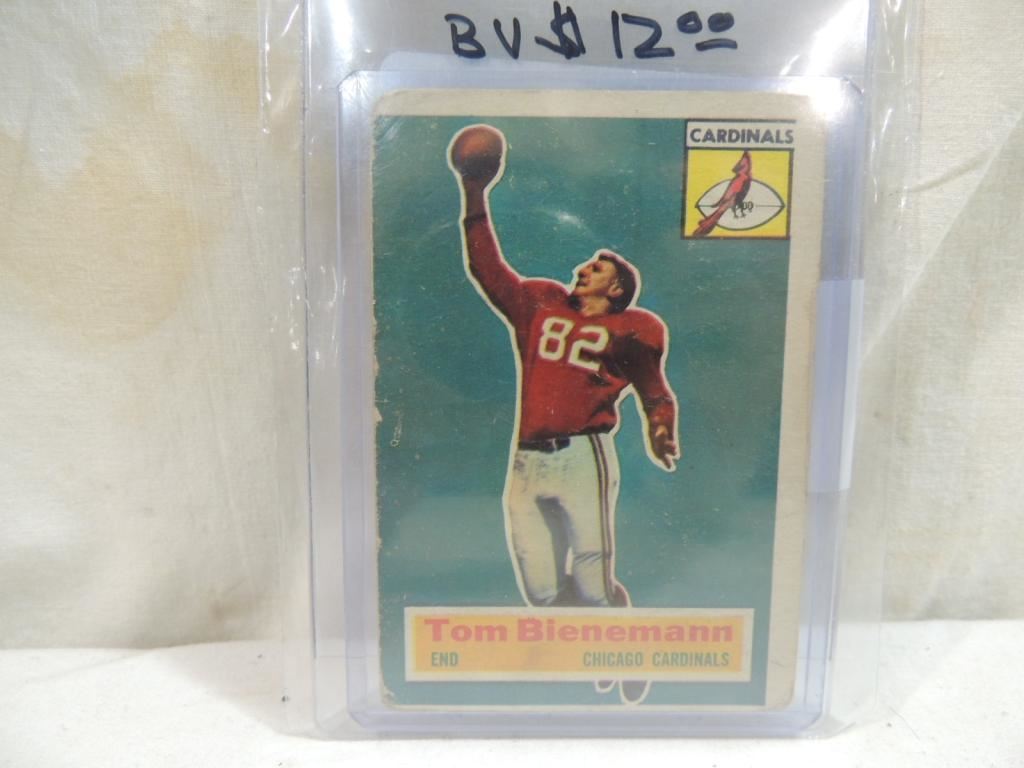 BV $12.00
CARDINALS
82
Tom Bienemann
END CHICAGO CARDINALS